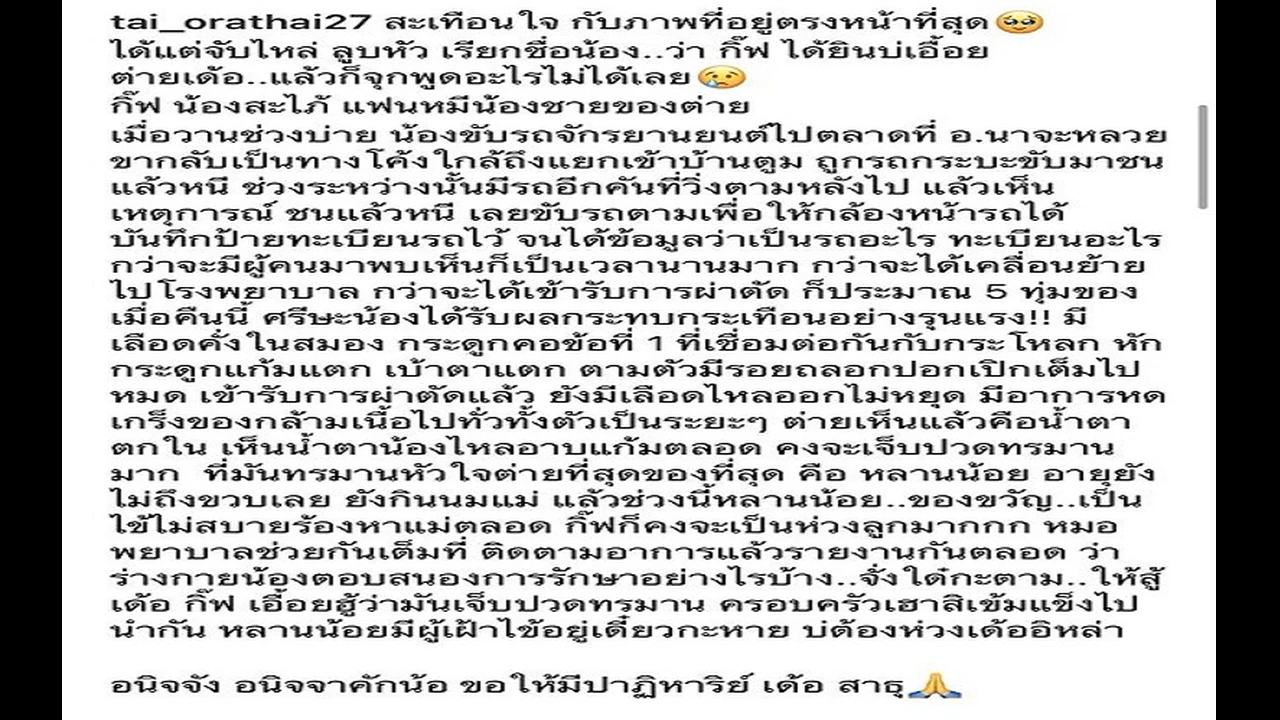 tai_orathai27 สะเทือนใจ กับภาพที่อยู่ตรงหน้าที่สุด🥹
ได้แต่จับไหล่ ลูบหัว เรียกชื่อน้อง..ว่า กิ๊ฟ ได้ยินบ่เอื้อย
ต่ายเด้อ..แล้วก็จุกพูดอะไรไม่ได้เลย😢
กิ๊ฟ น้องสะใภ้ แฟนหมีน้องชายของต่าย
เมื่อวานช่วงบ่าย น้องขับรถจักรยานยนต์ไปตลาดที่ อ.นาจะหลวย
ขากลับเป็นทางโค้งใกล้ถึงแยกเข้าบ้านตูม ถูกรถกระบะขับมาชน
แล้วหนี ช่วงระหว่างนั้นมีรถอีกคันที่วิ่งตามหลังไป แล้วเห็น
เหตุการณ์ ชนแล้วหนี เลยขับรถตามเพื่อให้กล้องหน้ารถได้
บันทึกป้ายทะเบียนรถไว้ จนได้ข้อมูลว่าเป็นรถอะไร ทะเบียนอะไร
กว่าจะมีผู้คนมาพบเห็นก็เป็นเวลานานมาก กว่าจะได้เคลื่อนย้าย
ไปโรงพยาบาล กว่าจะได้เข้ารับการผ่าตัด ก็ประมาณ 5 ทุ่มของ
เมื่อคืนนี้ ศรีษะน้องได้รับผลกระทบกระเทือนอย่างรุนแรง!! มี
เลือดคั่งในสมอง กระดูกคอข้อที่ 1 ที่เชื่อมต่อกันกับกระโหลก หัก
กระดูกแก้มแตก เบ้าตาแตก ตามตัวมีรอยถลอกปอกเปิกเต็มไป
หมด เข้ารับการผ่าตัดแล้ว ยังมีเลือดไหลออกไม่หยุด มีอาการหด
เกร็งของกล้ามเนื้อไปทั่วทั้งตัวเป็นระยะๆ ต่ายเห็นแล้วคือน้ำตา
ตกใน เห็นน้ำตาน้องไหลอาบแก้มตลอด คงจะเจ็บปวดทรมาน
มาก ที่มันทรมานหัวใจต่ายที่สุดของที่สุด คือ หลานน้อย อายุยัง
ไม่ถึงขวบเลย ยังกินนมแม่ แล้วช่วงนี้หลานน้อย..ของขวัญ..เป็น
ไข้ไม่สบายร้องหาแม่ตลอด กิ๊ฟก็คงจะเป็นห่วงลูกมากกก หมอ
พยาบาลช่วยกันเต็มที่ ติดตามอาการแล้วรายงานกันตลอด ว่า
ร่างกายน้องตอบสนองการรักษาอย่างไรบ้าง..จั่งใด๋กะตาม..ให้สู้
เด้อ กิ๊ฟ เอื้อยฮู้ว่ามันเจ็บปวดทรมาน ครอบครัวเฮาสิเข้มแข็งไป
นำกัน หลานน้อยมีผู้เฝ้าไข้อยู่เดี๋ยวกะหาย บ่ต้องห่วงเด้ออิหล่า
อนิจจัง อนิจจาคักน้อ ขอให้มีปาฏิหาริย์ เด้อ สาธุ🙏